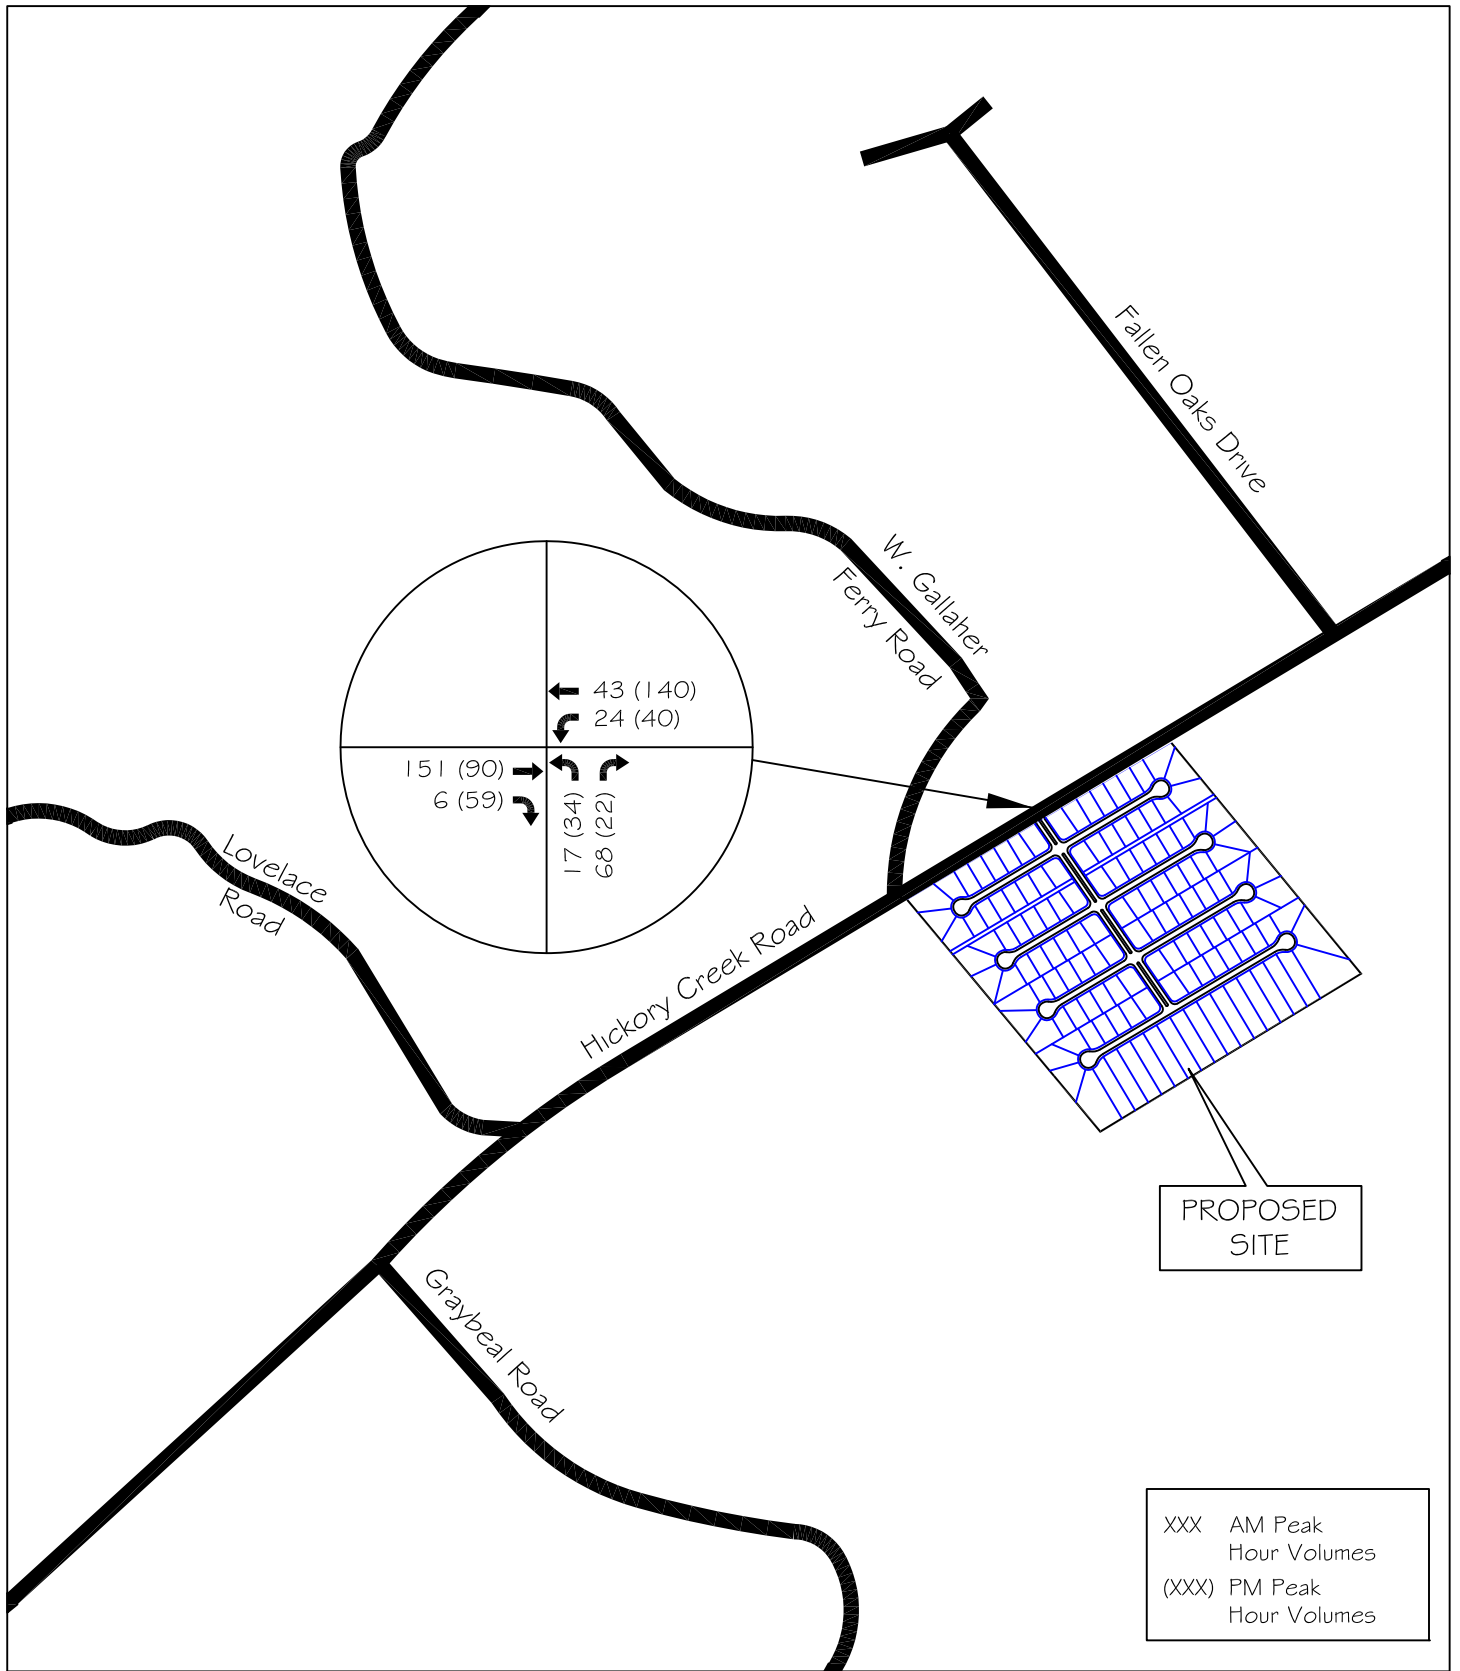 Fallen Oaks Drive
W. Gallaher
Ferry Road
43 (140)
24 (40)
151 (90)
6 (59)
17 (34)
68 (22)
Lovelace
Road
Hickory Creek Road
PROPOSED
SITE
Graybeal Road
XXX AM Peak
Hour Volumes
(XXX) PM Peak
Hour Volumes